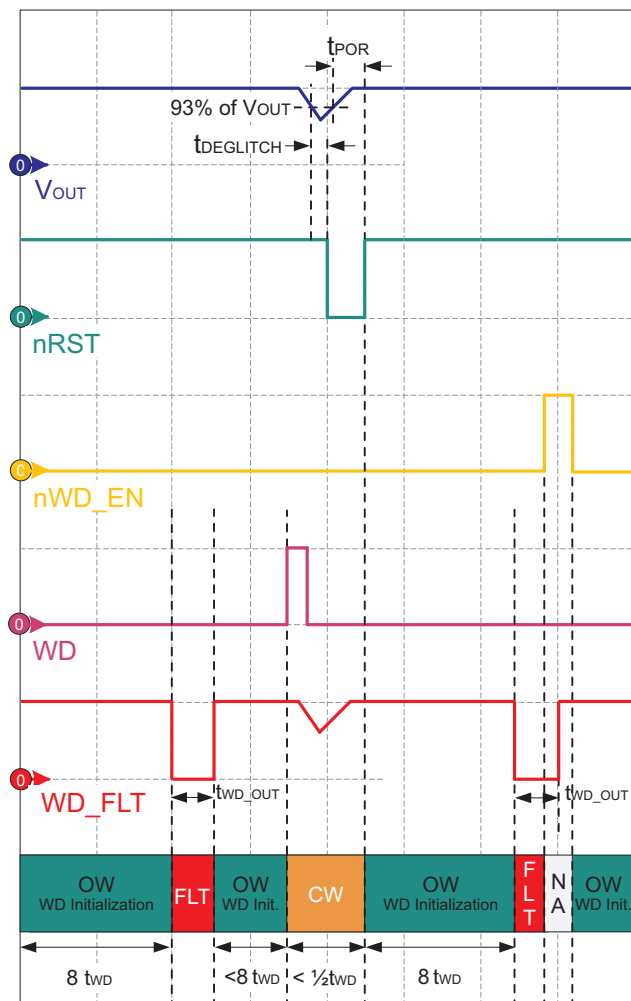 tPOR
93% of VOUT
tDEGLITCH
0
VOUT
0
nRST
0
nWD_EN
0
WD
0
WD_FLT
tWD_OUT
tWD_OUT
OW
WD Initialization
FLT
OW
WD Init.
CW
OW
WD Initialization
FLT
NA
OW
WD Init.
8 tWD
<8 tWD
< ½tWD
8 tWD